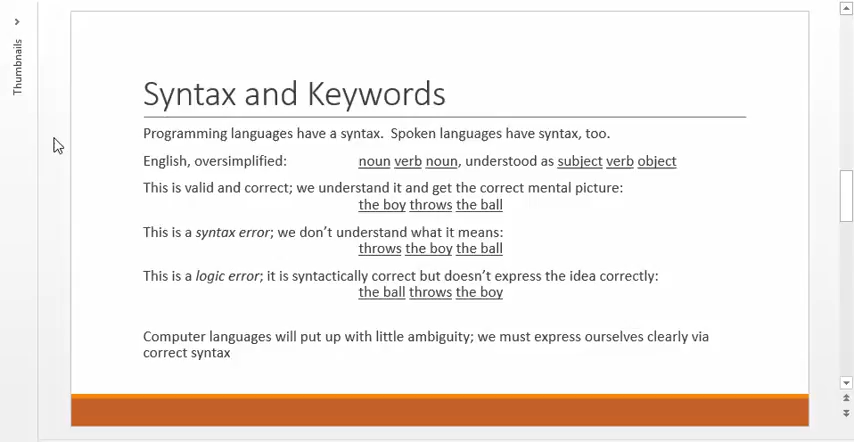 Thumbnails
Syntax and Keywords
Programming languages have a syntax.  Spoken languages have syntax, too.
English, oversimplified: noun verb noun, understood as subject verb object
This is valid and correct; we understand it and get the correct mental picture:
the boy throws the ball
This is a syntax error; we don’t understand what it means:
throws the boy the ball
This is a logic error; it is syntactically correct but doesn’t express the idea correctly:
the ball throws the boy
Computer languages will put up with little ambiguity; we must express ourselves clearly via
correct syntax